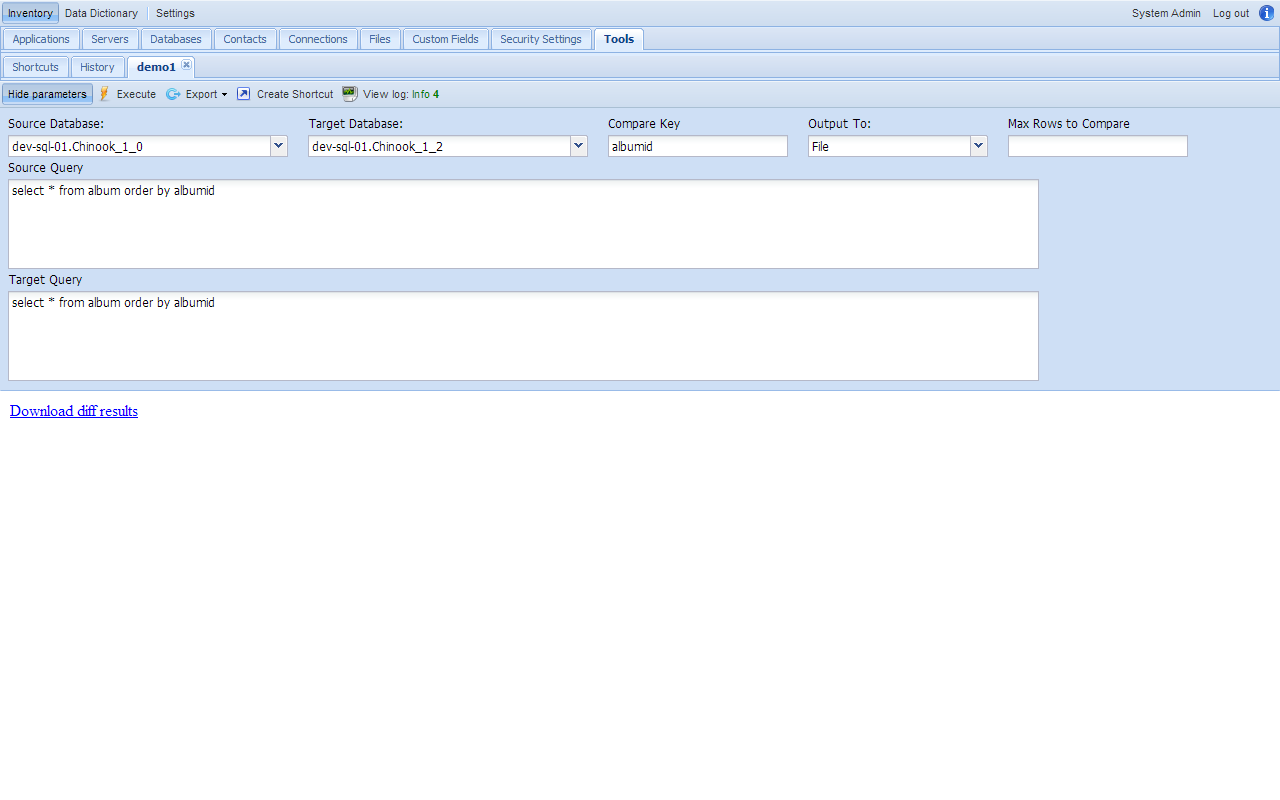 Inventory Data Dictionary Settings System Admin Log out
Applications Servers Databases Contacts Connections Files Custom Fields Security Settings Tools
Shortcuts History demo1
Hide parameters Execute Export Create Shortcut View log: Info 4
Source Database: Target Database: Compare Key Output To: Max Rows to Compare
dev-sql-01.Chinook_1_0 dev-sql-01.Chinook_1_2 albumid File
Source Query
select * from album order by albumid
Target Query
select * from album order by albumid
Download diff results